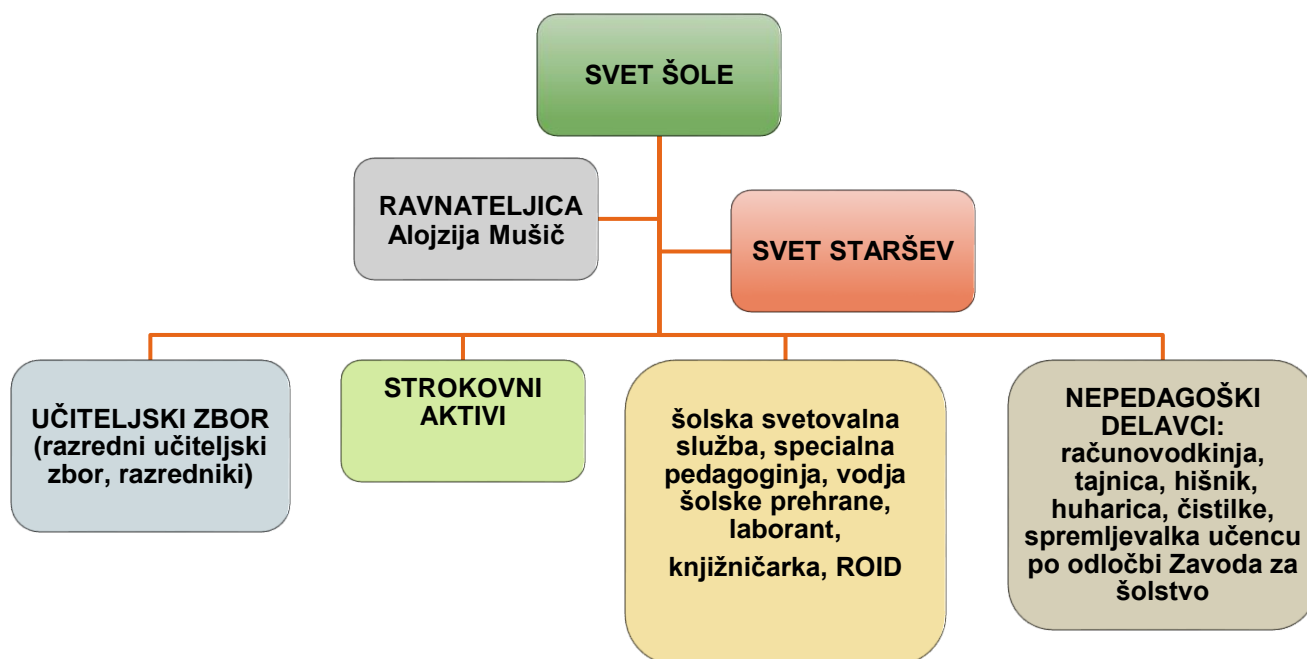 SVET ŠOLE
RAVNATELJICA
Alojzija Mušič
SVET STARŠEV
UČITELJSKI ZBOR
(razredni učiteljski
zbor, razredniki)
STROKOVNI
AKTIVI
šolska svetovalna
služba, specialna
pedagoginja, vodja
šolske prehrane,
laborant,
knjižničarka, ROID
NEPEDAGOŠKI
DELAVCI:
računovodkinja,
tajnica, hišnik,
huharica, čistilke,
spremljevalka učencu
po odločbi Zavoda za
šolstvo